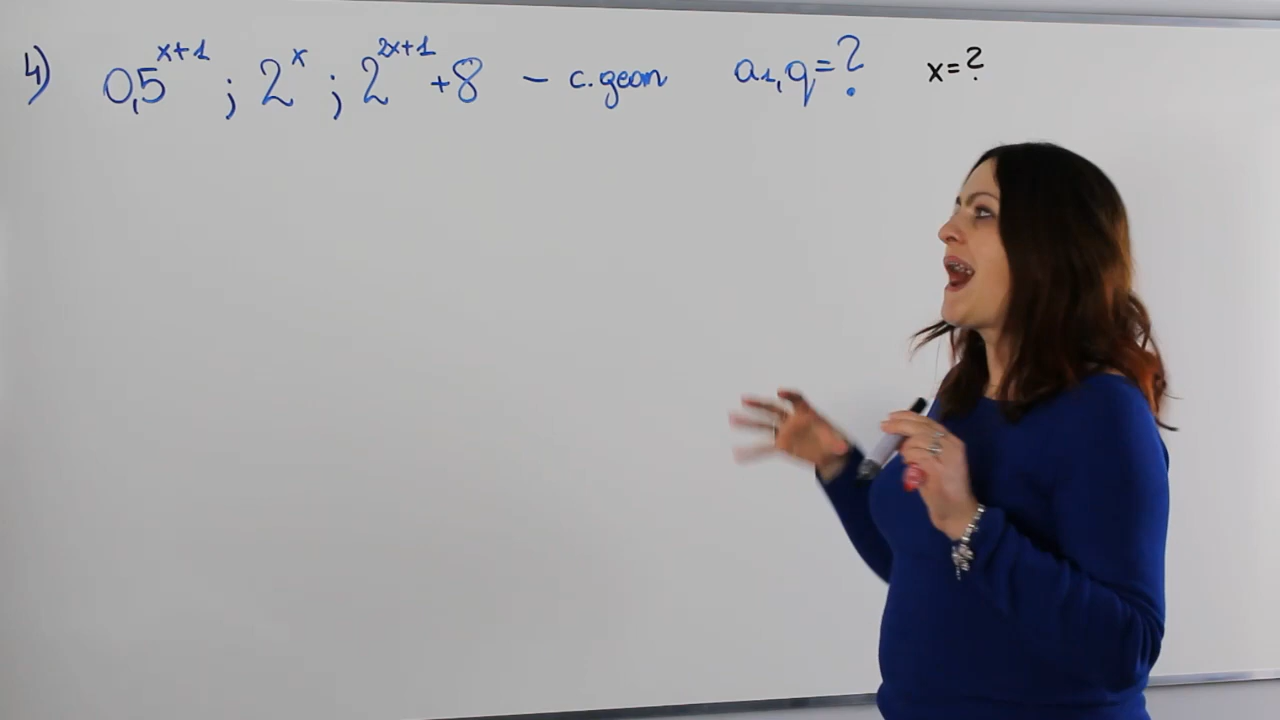 4) 0,5^{x+1} ; 2^x ; 2^{2x+1} + 8 – c. geom a₁, q = ? x = ?